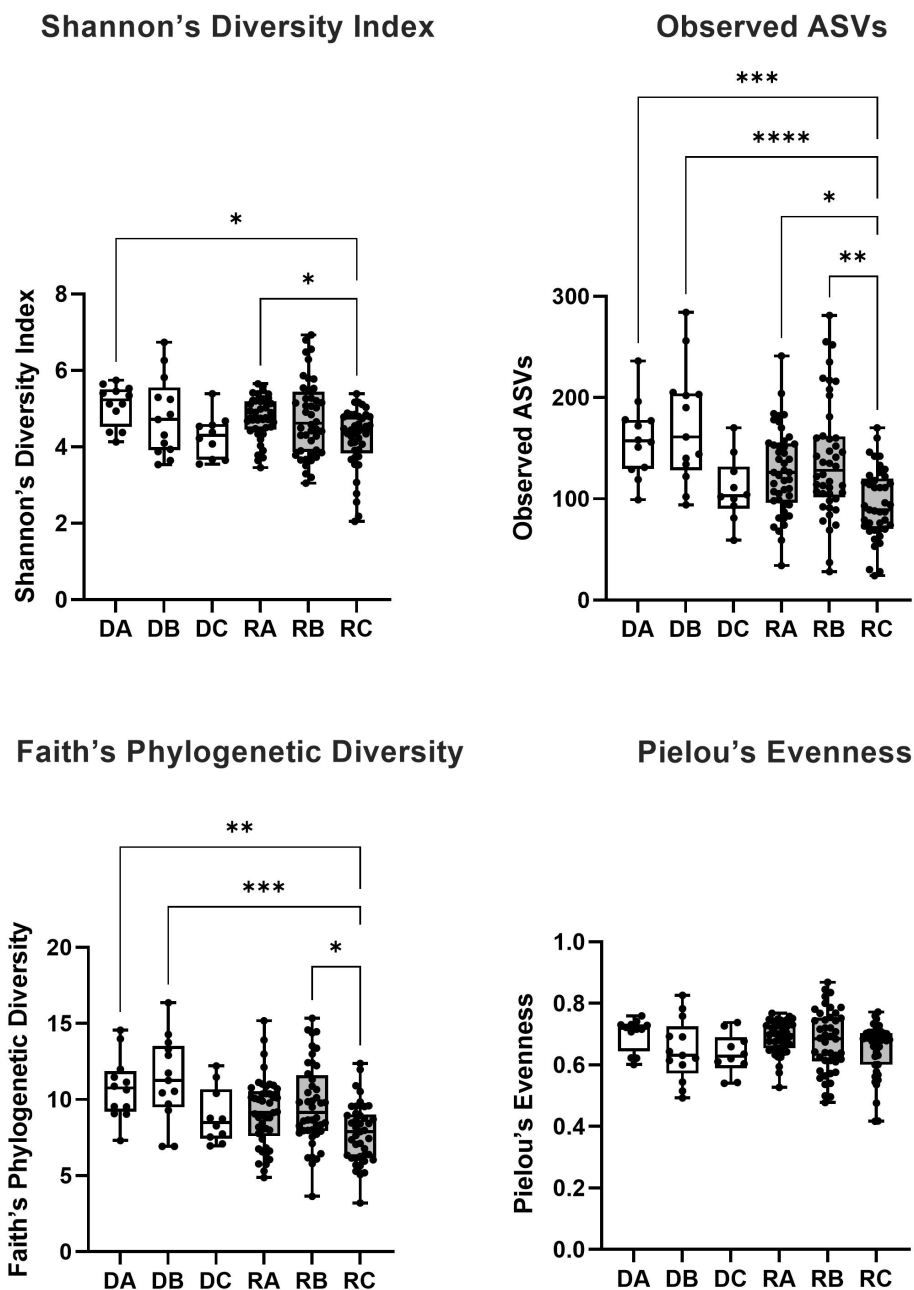 Shannon's Diversity Index
Observed ASVs
***
****
*
*
*
**
Shannon's Diversity Index
8
6
4
2
0
DA DB DC RA RB RC
Observed ASVs
300
200
100
0
DA DB DC RA RB RC
Faith's Phylogenetic Diversity
Pielou's Evenness
**
***
*
Faith's Phylogenetic Diversity
20
15
10
5
0
DA DB DC RA RB RC
Pielou's Evenness
1.0
0.8
0.6
0.4
0.2
0.0
DA DB DC RA RB RC